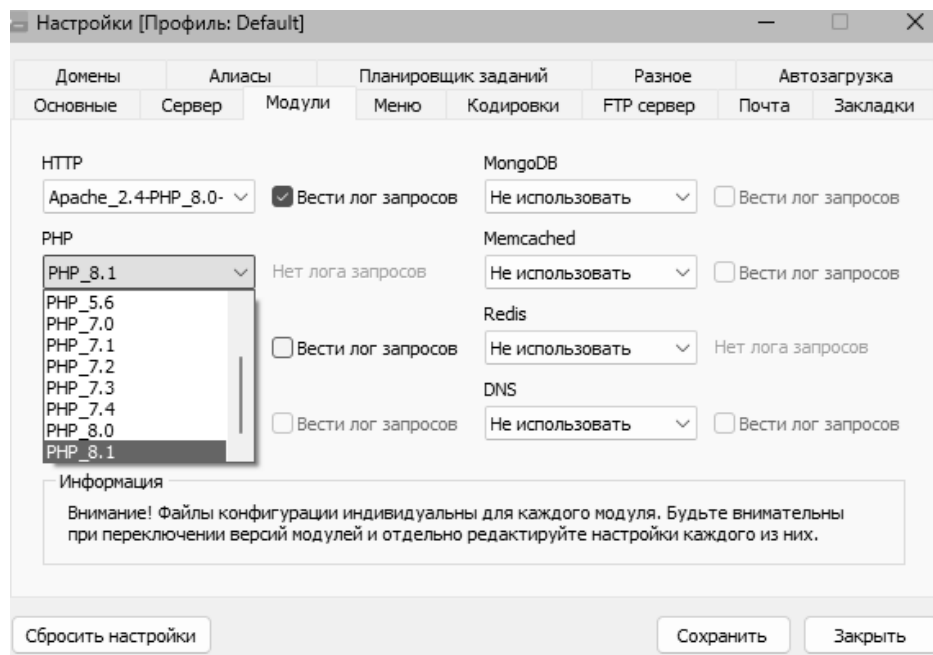 Настройки [Профиль: Default]
Домены Алиасы Планировщик заданий Разное Автозагрузка
Основные Сервер Модули Меню Кодировки FTP сервер Почта Закладки
HTTP MongoDB
Apache_2.4-PHP_8.0- Вести лог запросов Не использовать Вести лог запросов
PHP Memcached
PHP_8.1 Нет лога запросов Не использовать Вести лог запросов
PHP_5.6
PHP_7.0 Redis
PHP_7.1 Вести лог запросов Не использовать Нет лога запросов
PHP_7.2
PHP_7.3 DNS
PHP_7.4
PHP_8.0 Вести лог запросов Не использовать Вести лог запросов
PHP_8.1
Информация
Внимание! Файлы конфигурации индивидуальны для каждого модуля. Будьте внимательны
при переключении версий модулей и отдельно редактируйте настройки каждого из них.
Сбросить настройки Сохранить Закрыть